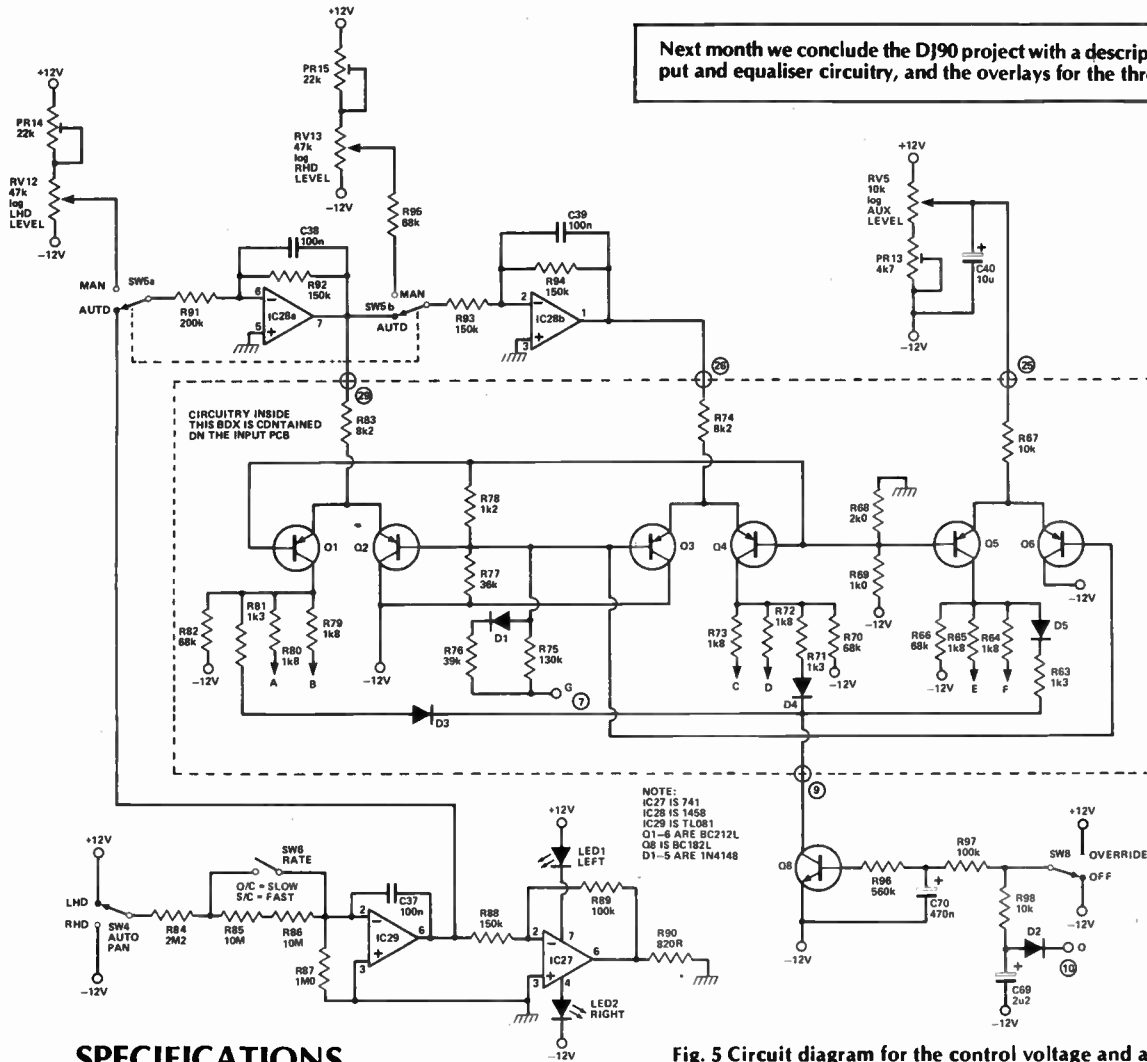 +12V
+12V
PR15
22k
Next month we conclude the DJ90 project with a descrip
put and equaliser circuitry, and the overlays for the thr
PR14
22k
RV13
47k
log
RHD
LEVEL
-12V
RV12
47k
log
LHD
LEVEL
-12V
R95
68k
+12V
RV5
10k
log
AUX
LEVEL
PR13
4k7
C40
10u
-12V
C38
100n
R92
150k
C39
100n
R94
150k
MAN
SW5a
AUTO
R91
200k
6
5
7
IC28a
SW5b
MAN
AUTO
R93
150k
2
3
1
IC28b
29
26
25
CIRCUITRY INSIDE
THIS BOX IS CONTAINED
ON THE INPUT PCB
R83
8k2
R74
8k2
R67
10k
R78
1k2
R68
2k0
Q1
Q2
Q3
Q4
Q5
Q6
R77
36k
R69
1k0
-12V
-12V
R82
68k
R81
1k3
R80
1k8
R79
1k8
-12V
A
B
-12V
D1
R76
39k
R75
130k
G
7
R73
1k8
R72
1k8
R71
1k3
R70
68k
C
D
D4
-12V
R66
68k
R65
1k8
R64
1k8
D5
R63
1k3
-12V
E
F
D3
9
NOTE:
IC27 IS 741
IC28 IS 1458
IC29 IS TL081
Q1-6 ARE BC212L
Q8 IS BC182L
D1-5 ARE 1N4148
+12V
LED1
LEFT
+12V
SW6
RATE
O/C = SLOW
S/C = FAST
LHD
RHD
SW4
AUTO
PAN
-12V
R84
2M2
R85
10M
R86
10M
R87
1M0
C37
100n
2
3
6
IC29
R88
150k
R89
100k
2
3
7
4
6
IC27
R90
820R
LED2
RIGHT
-12V
Q8
-12V
R96
560k
C70
470n
R97
100k
R98
10k
+12V
SW8
OVERRIDE
OFF
-12V
D2
O
10
C69
2u2
-12V
SPECIFICATIONS
Fig. 5 Circuit diagram for the control voltage and a